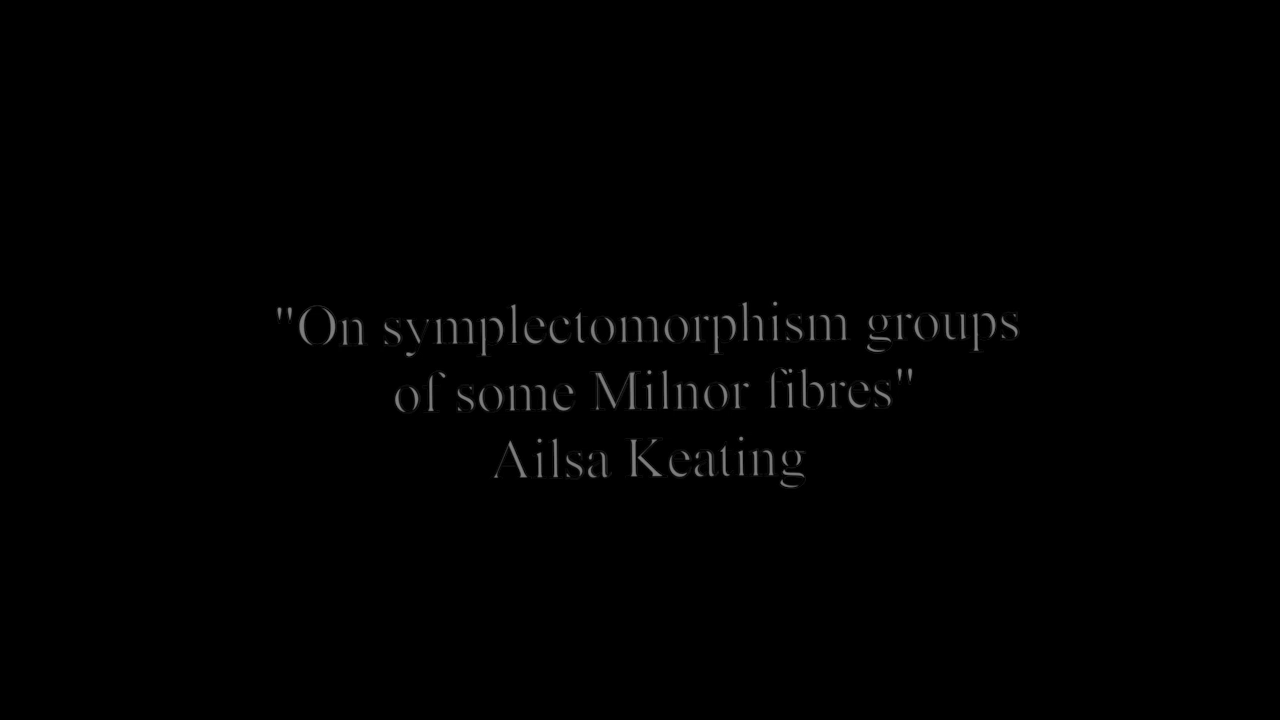 "On symplectomorphism groups
of some Milnor fibres"
Ailsa Keating